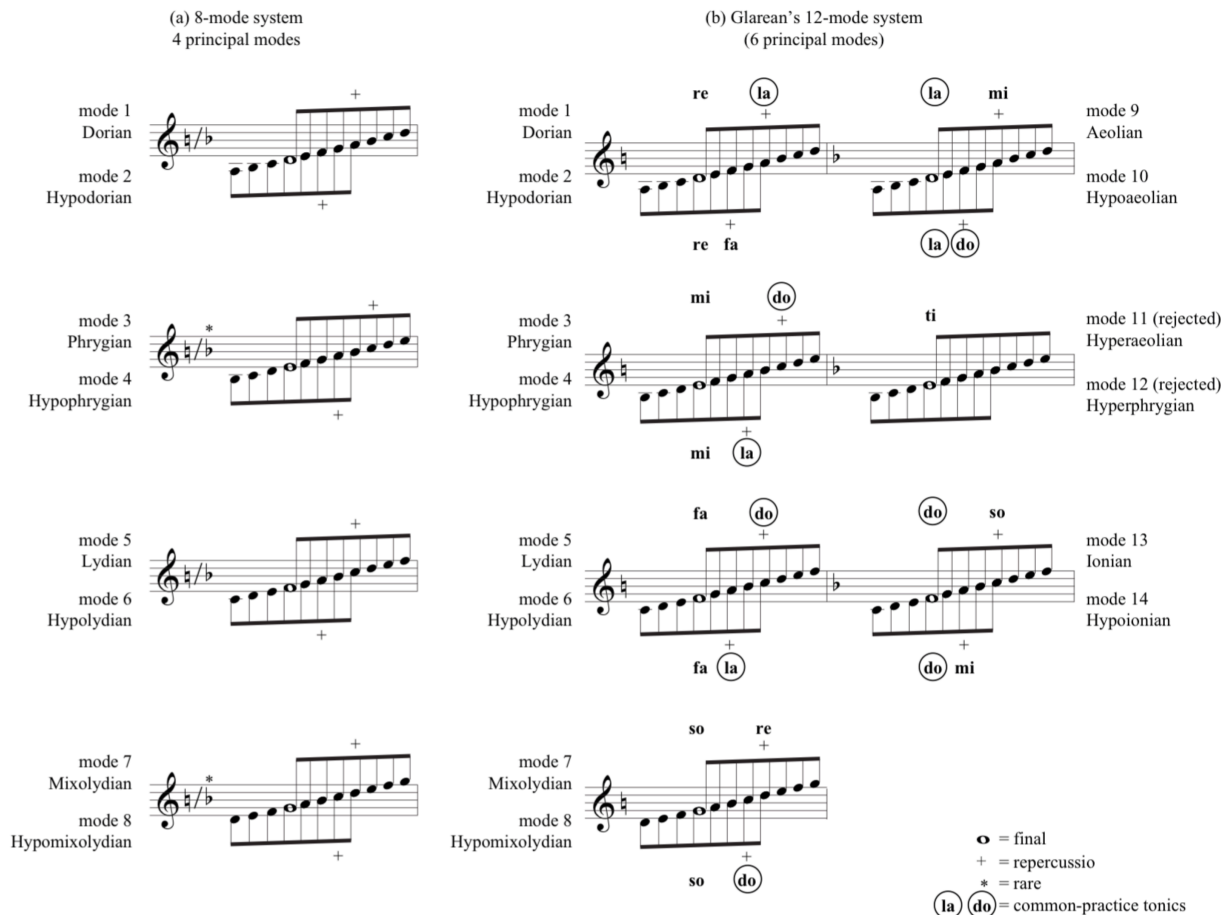 (a) 8-mode system
4 principal modes
(b) Glarean’s 12-mode system
(6 principal modes)
mode 1
Dorian
mode 2
Hypodorian
+
+
mode 1
Dorian
mode 2
Hypodorian
re la
+
+
re fa
la mi
+
+
la do
mode 9
Aeolian
mode 10
Hypoaeolian
mode 3
Phrygian
mode 4
Hypophrygian
*
+
+
mode 3
Phrygian
mode 4
Hypophrygian
mi do
+
+
mi la
ti
mode 11 (rejected)
Hyperaeolian
mode 12 (rejected)
Hyperphrygian
mode 5
Lydian
mode 6
Hypolydian
+
+
mode 5
Lydian
mode 6
Hypolydian
fa do
+
+
fa la
do so
+
+
do mi
mode 13
Ionian
mode 14
Hypoionian
mode 7
Mixolydian
mode 8
Hypomixolydian
*
+
+
mode 7
Mixolydian
mode 8
Hypomixolydian
so re
+
+
so do
= final
+ = repercussio
* = rare
la do = common-practice tonics